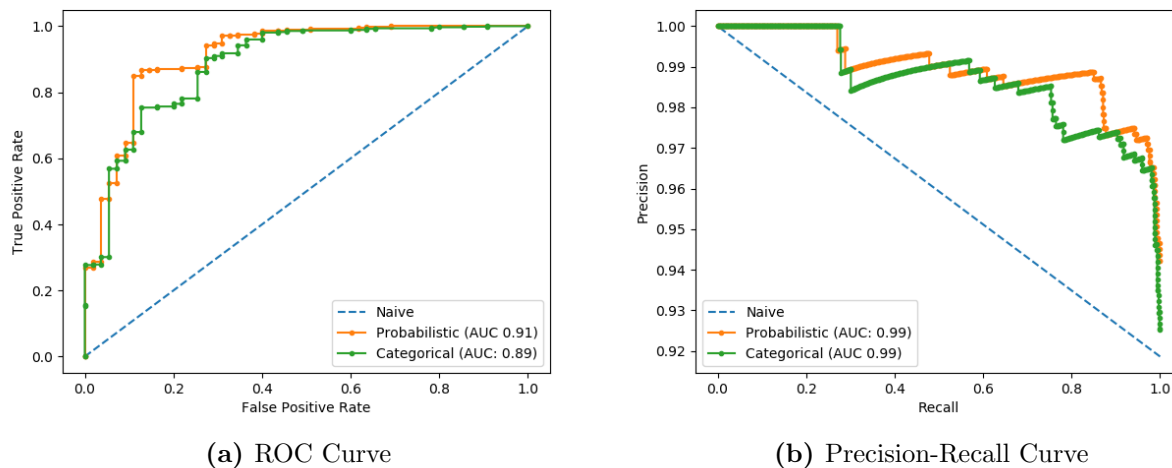 True Positive Rate
1.0
0.8
0.6
0.4
0.2
0.0
0.0 0.2 0.4 0.6 0.8 1.0
False Positive Rate
Naive
Probabilistic (AUC 0.91)
Categorical (AUC: 0.89)
(a) ROC Curve
Precision
1.00
0.99
0.98
0.97
0.96
0.95
0.94
0.93
0.92
0.0 0.2 0.4 0.6 0.8 1.0
Recall
Naive
Probabilistic (AUC: 0.99)
Categorical (AUC 0.99)
(b) Precision-Recall Curve